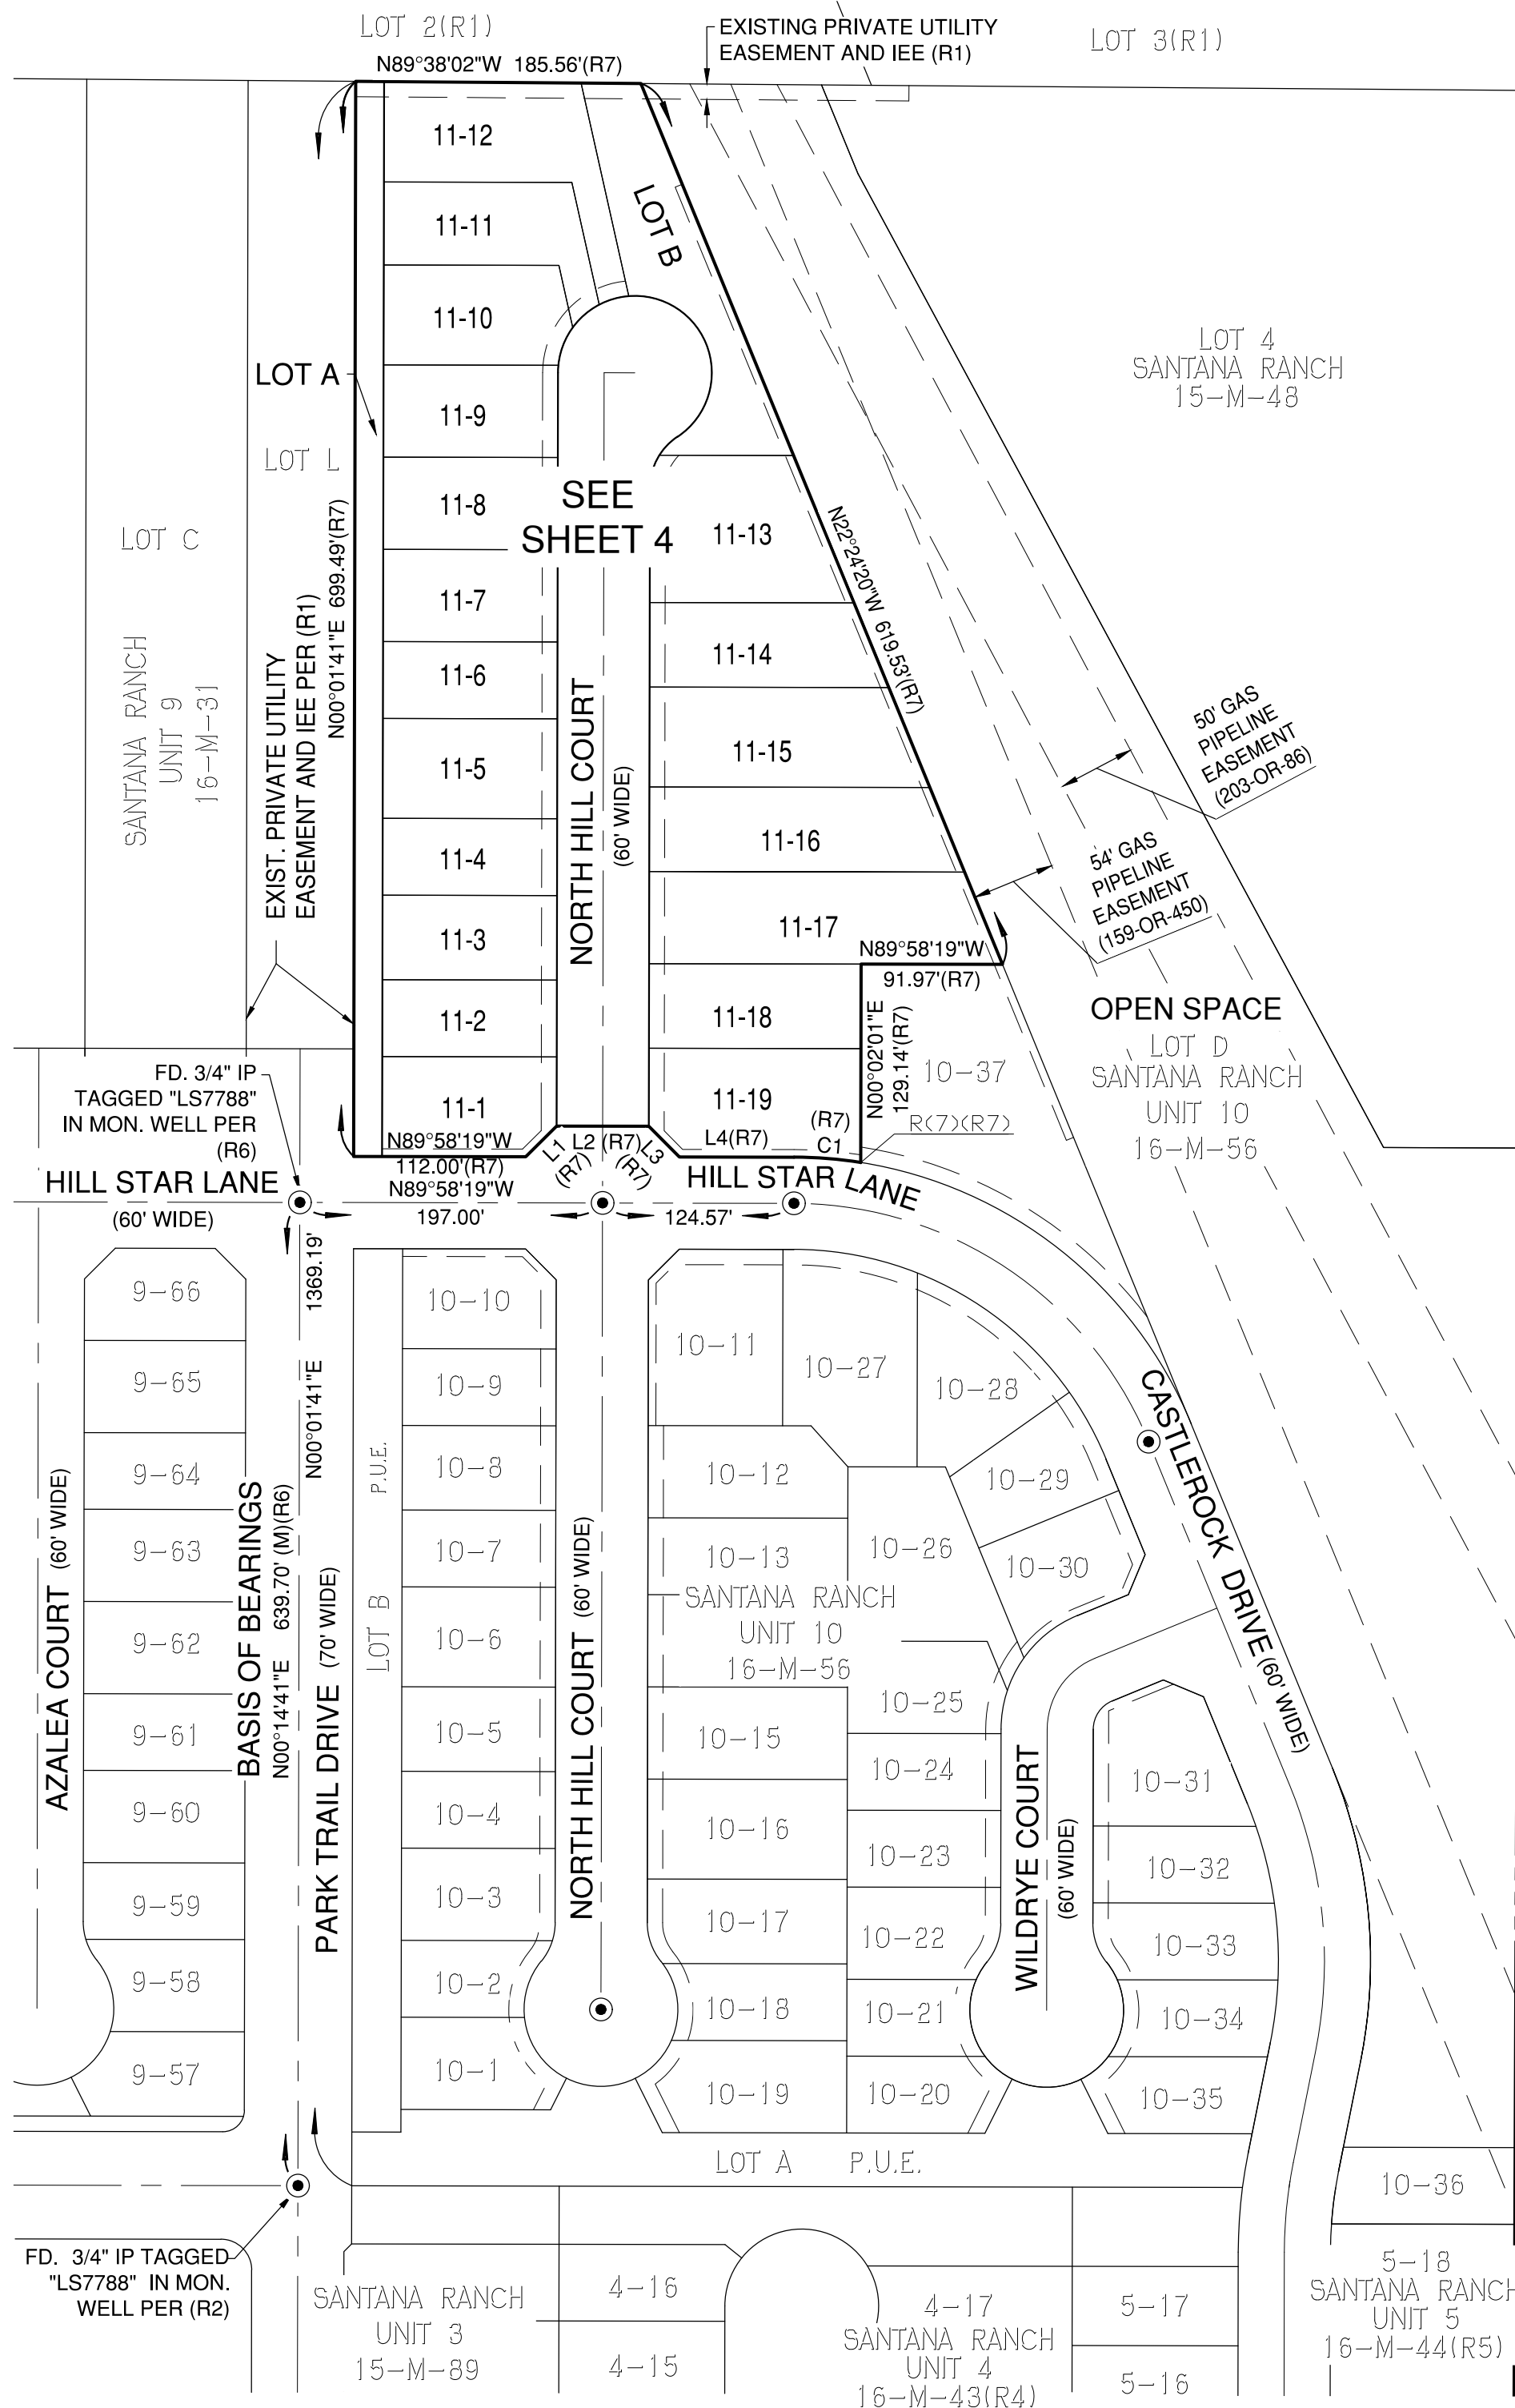 LOT 2(R1)
EXISTING PRIVATE UTILITY
EASEMENT AND IEE (R1)
LOT 3(R1)
N89°38'02"W 185.56'(R7)
11-12
11-11
11-10
11-9
11-8
11-7
11-6
11-5
11-4
11-3
11-2
11-1
LOT B
LOT A
LOT L
LOT C
SANTANA RANCH
UNIT 9
16-M-31
EXIST. PRIVATE UTILITY
EASEMENT AND IEE PER (R1)
N00°01'41"E 699.49'(R7)
SEE
SHEET 4
NORTH HILL COURT
(60' WIDE)
11-13
11-14
11-15
11-16
11-17
11-18
11-19
N22°24'20"W 619.53'(R7)
LOT 4
SANTANA RANCH
15-M-48
50' GAS
PIPELINE
EASEMENT
(203-OR-86)
54' GAS
PIPELINE
EASEMENT
(159-OR-450)
N89°58'19"W
91.97'(R7)
N00°02'01"E
129.14'(R7)
OPEN SPACE
LOT D
SANTANA RANCH
UNIT 10
16-M-56
10-37
R(7)(R7)
FD. 3/4" IP
TAGGED "LS7788"
IN MON. WELL PER
(R6)
N89°58'19"W
112.00'(R7)
L1
(R7)
L2 (R7)
L3
(R7)
L4(R7)
(R7)
C1
HILL STAR LANE
(60' WIDE)
N89°58'19"W
197.00'
124.57'
HILL STAR LANE
1369.19'
N00°01'41"E
9-66
9-65
9-64
9-63
9-62
9-61
9-60
9-59
9-58
9-57
AZALEA COURT (60' WIDE)
BASIS OF BEARINGS
N00°14'41"E 639.70' (M)(R6)
PARK TRAIL DRIVE (70' WIDE)
P.U.E.
LOT B
10-10
10-9
10-8
10-7
10-6
10-5
10-4
10-3
10-2
10-1
NORTH HILL COURT (60' WIDE)
10-11
10-27
10-28
10-12
10-29
10-13
10-26
10-30
SANTANA RANCH
UNIT 10
16-M-56
10-25
10-15
10-24
10-16
10-23
10-17
10-22
10-18
10-21
10-19
10-20
WILDRYE COURT
(60' WIDE)
CASTLEROCK DRIVE (60' WIDE)
10-31
10-32
10-33
10-34
10-35
10-36
LOT A P.U.E.
FD. 3/4" IP TAGGED
"LS7788" IN MON.
WELL PER (R2)
SANTANA RANCH
UNIT 3
15-M-89
4-16
4-15
4-17
SANTANA RANCH
UNIT 4
16-M-43(R4)
5-17
5-16
5-18
SANTANA RANCH
UNIT 5
16-M-44(R5)